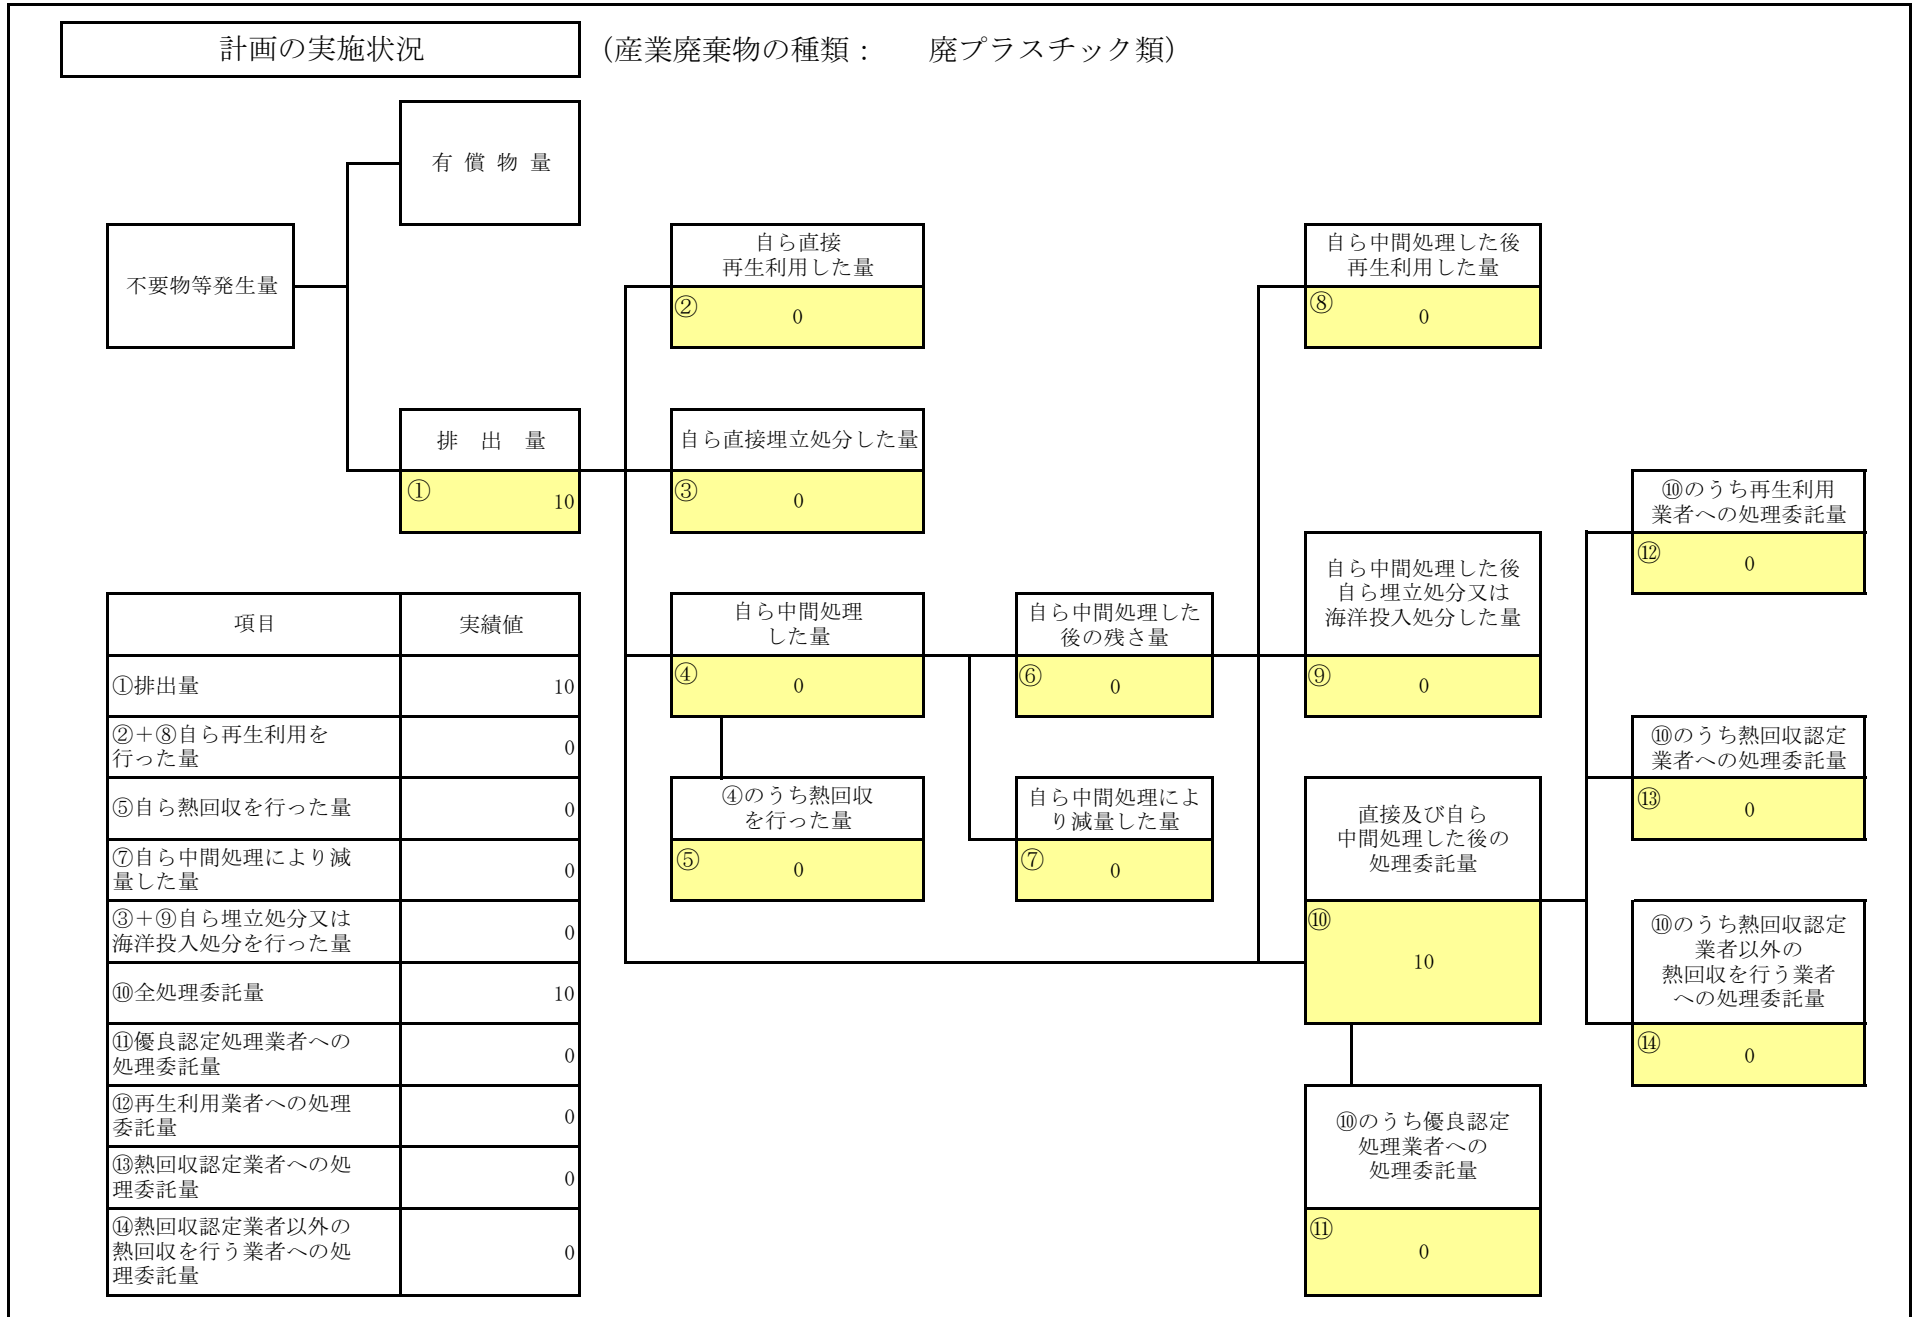 計画の実施状況
（産業廃棄物の種類：　　廃プラスチック類）
有 償 物 量
不要物等発生量
自ら直接
再生利用した量
②
0
自ら中間処理した後
再生利用した量
⑧
0
排　出　量
①
10
自ら直接埋立処分した量
③
0
⑩のうち再生利用
業者への処理委託量
⑫
0
自ら中間処理した後
自ら埋立処分又は
海洋投入処分した量
⑨
0
自ら中間処理
した量
④
0
自ら中間処理した
後の残さ量
⑥
0
④のうち熱回収
を行った量
⑤
0
自ら中間処理によ
り減量した量
⑦
0
直接及び自ら
中間処理した後の
処理委託量
⑩
10
⑩のうち熱回収認定
業者への処理委託量
⑬
0
⑩のうち熱回収認定
業者以外の
熱回収を行う業者
への処理委託量
⑭
0
⑩のうち優良認定
処理業者への
処理委託量
⑪
0
項目 実績値
①排出量 10
②＋⑧自ら再生利用を
行った量 0
⑤自ら熱回収を行った量 0
⑦自ら中間処理により減
量した量 0
③＋⑨自ら埋立処分又は
海洋投入処分を行った量 0
⑩全処理委託量 10
⑪優良認定処理業者への
処理委託量 0
⑫再生利用業者への処理
委託量 0
⑬熱回収認定業者への処
理委託量 0
⑭熱回収認定業者以外の
熱回収を行う業者への処
理委託量 0